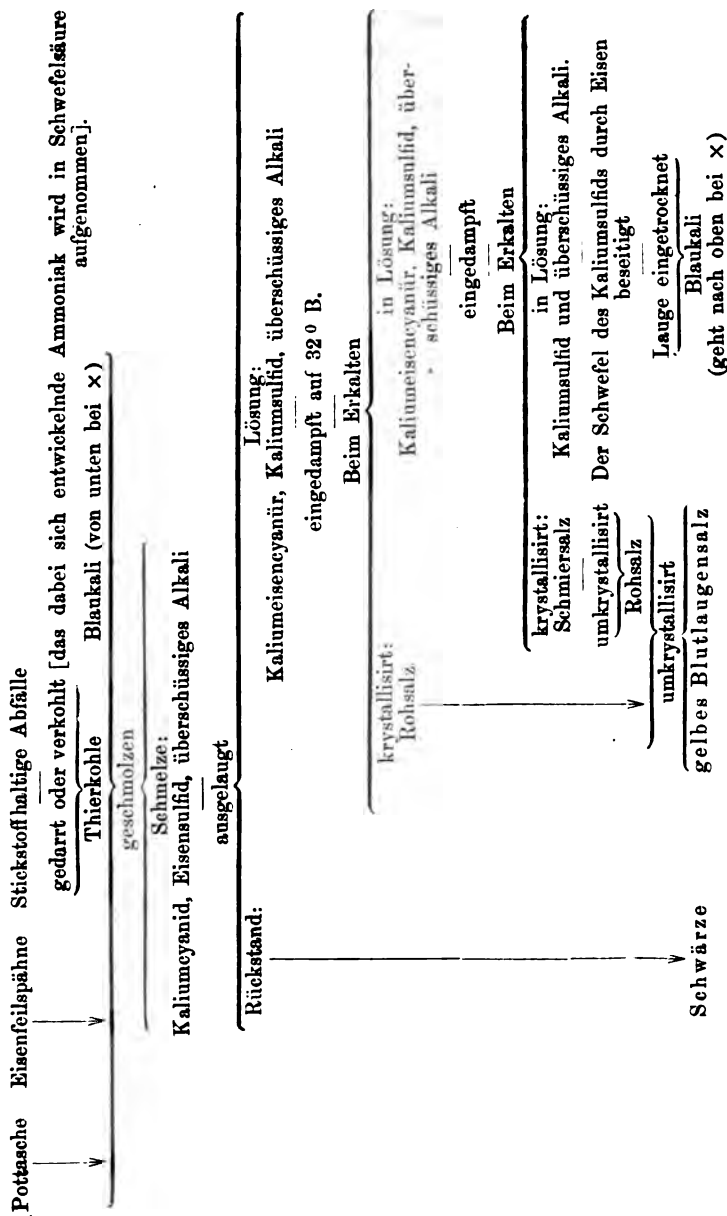 Pottasche Eisenfeilspähne Stickstoffhaltige Abfälle
gedarrt oder verkohlt [das dabei sich entwickelnde Ammoniak wird in Schwefelsäure
aufgenommen].
Thierkohle Blaukali (von unten bei ×)
geschmolzen
Schmelze:
Kaliumcyanid, Eisensulfid, überschüssiges Alkali
ausgelaugt
Rückstand: Lösung:
Kaliumeisencyanür, Kaliumsulfid, überschüssiges Alkali
eingedampft auf 32⁰ B.
Beim Erkalten
krystallisirt: in Lösung:
Rohsalz Kaliumeisencyanür, Kaliumsulfid, über-
schüssiges Alkali
eingedampft
Beim Erkalten
krystallisirt: in Lösung:
Schmiersalz Kaliumsulfid und überschüssiges Alkali.
umkrystallisirt Der Schwefel des Kaliumsulfids durch Eisen
beseitigt
Rohsalz
Lauge eingetrocknet
umkrystallisirt Blaukali
gelbes Blutlaugensalz (geht nach oben bei ×)
Schwärze